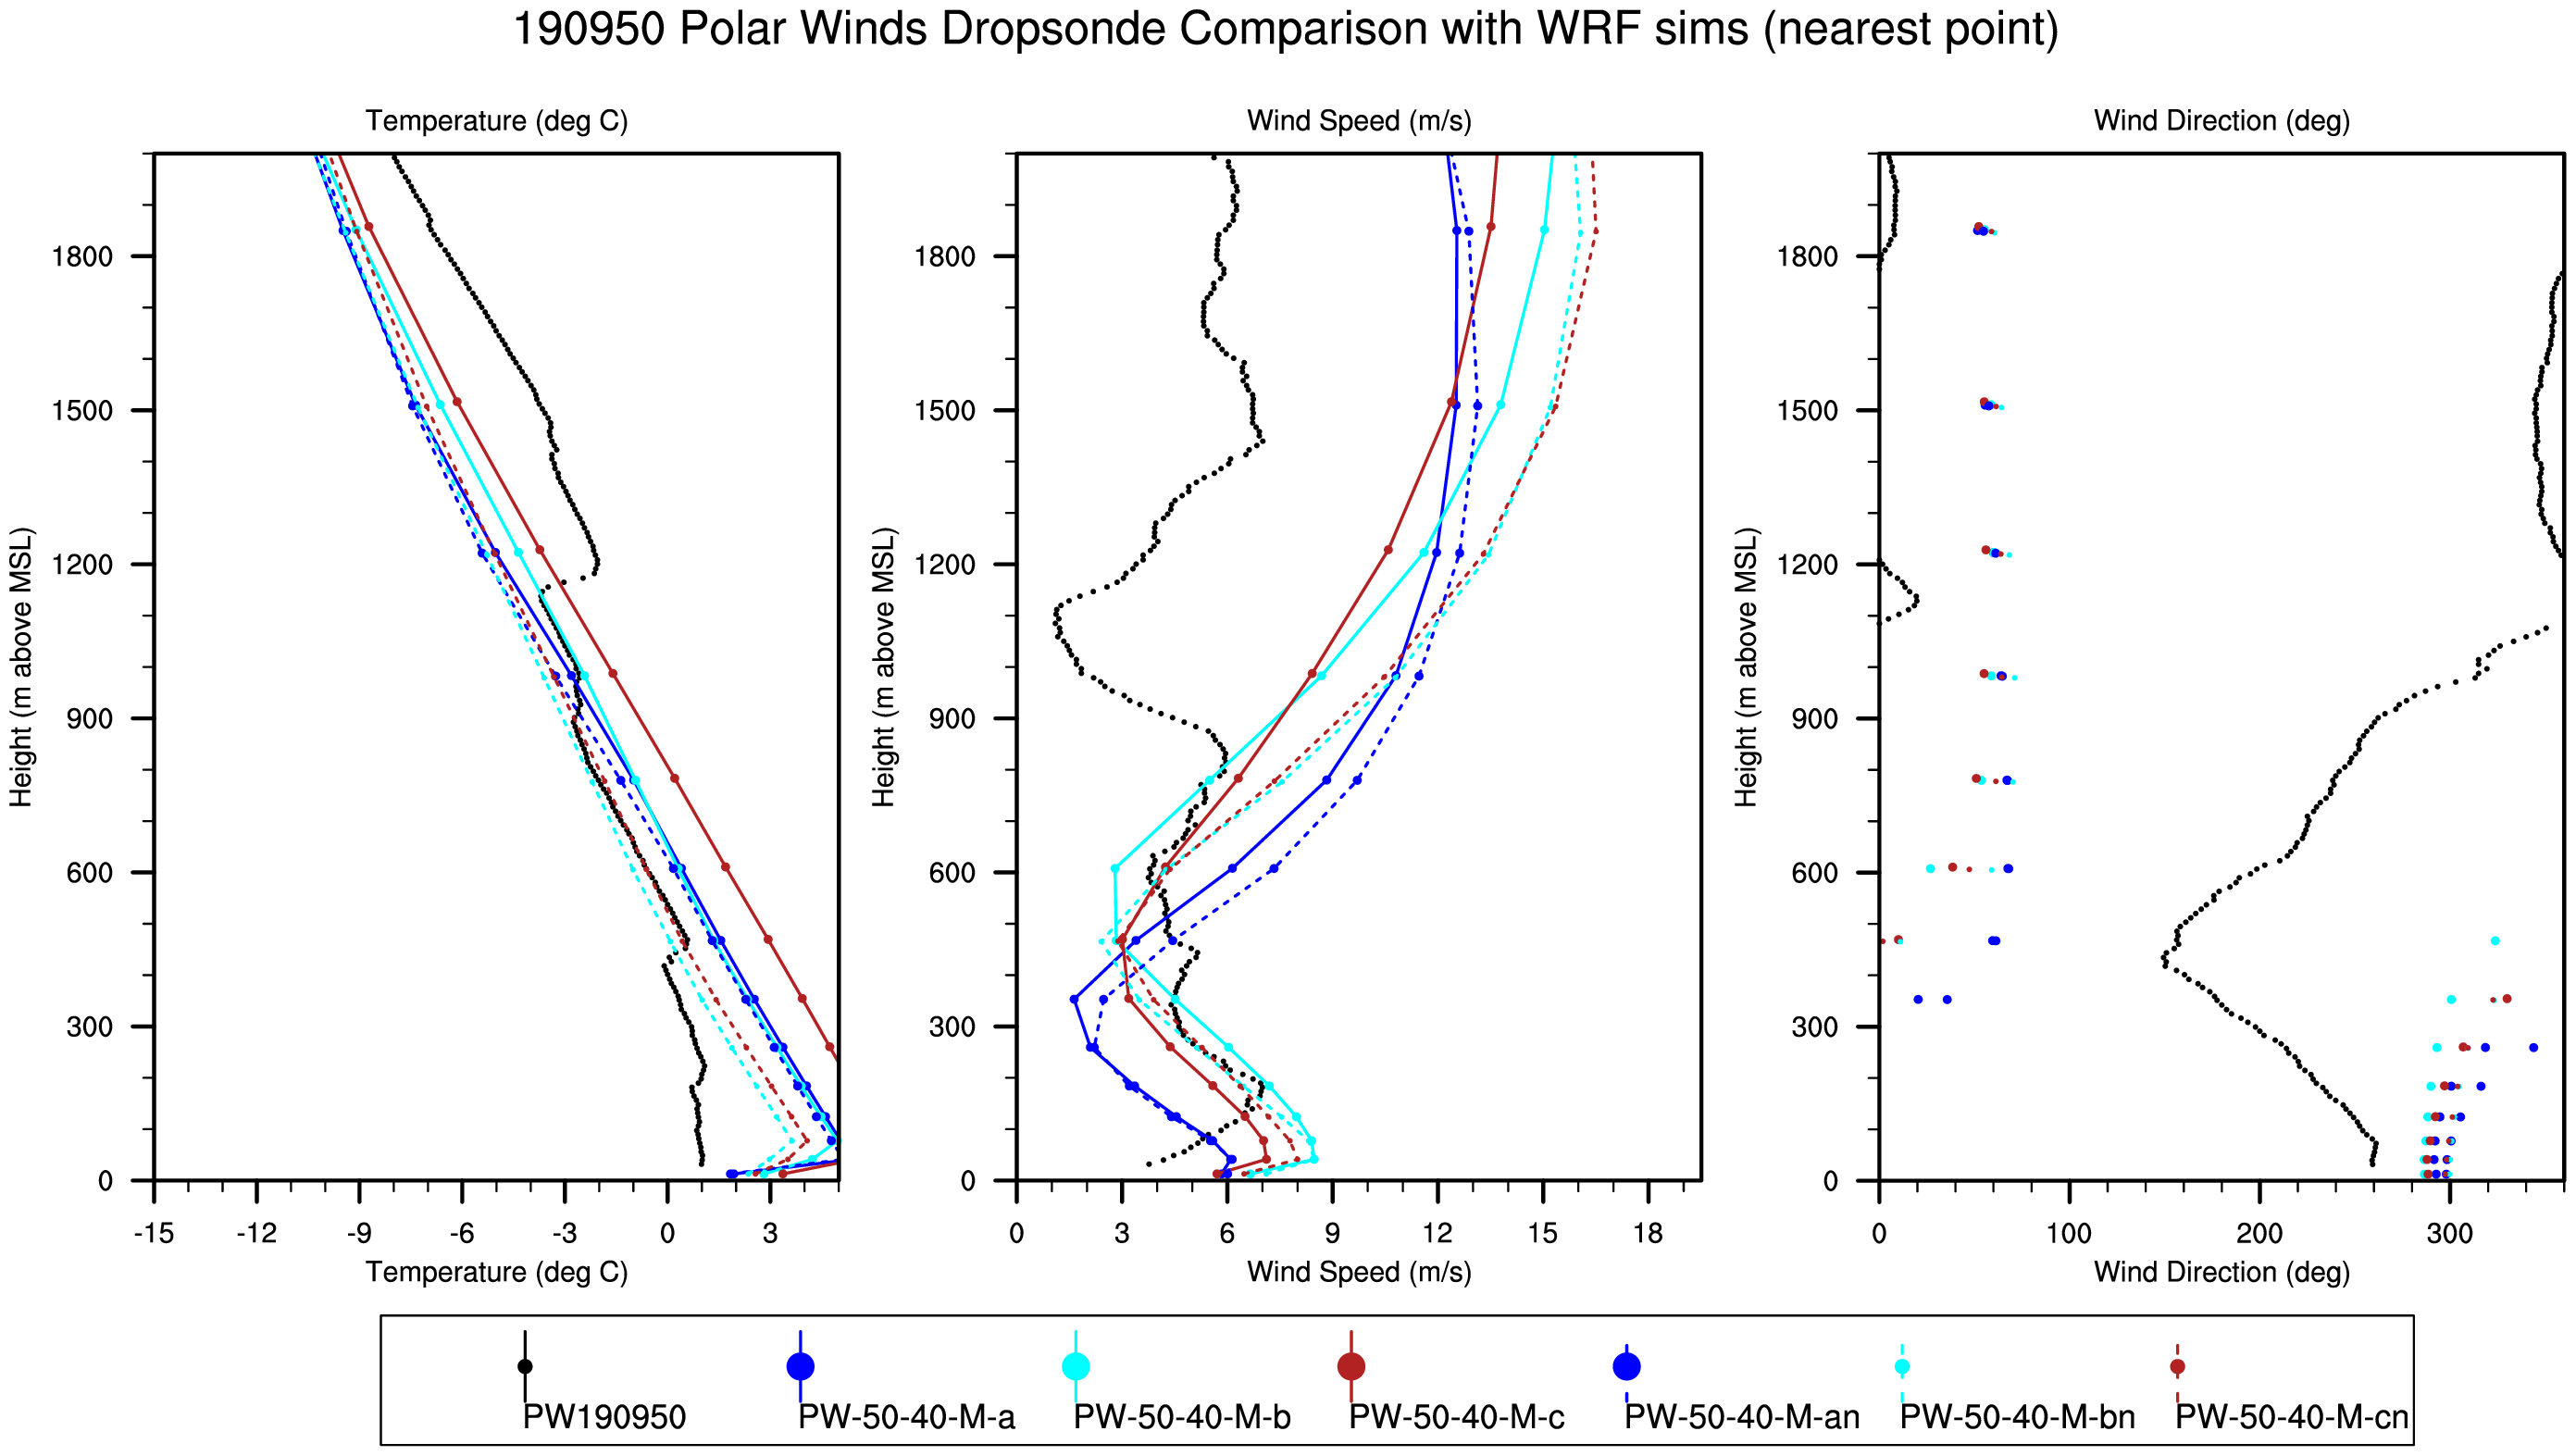 190950 Polar Winds Dropsonde Comparison with WRF sims (nearest point)
Temperature (deg C)
Wind Speed (m/s)
Wind Direction (deg)
Height (m above MSL)
1800
1500
1200
900
600
300
0
-15 -12 -9 -6 -3 0 3
Temperature (deg C)
Height (m above MSL)
1800
1500
1200
900
600
300
0
0 3 6 9 12 15 18
Wind Speed (m/s)
Height (m above MSL)
1800
1500
1200
900
600
300
0
0 100 200 300
Wind Direction (deg)
PW190950 PW-50-40-M-a PW-50-40-M-b PW-50-40-M-c PW-50-40-M-an PW-50-40-M-bn PW-50-40-M-cn